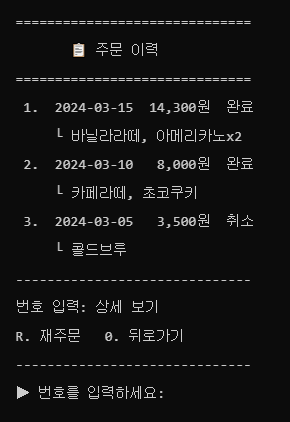 ==============================
📋 주문 이력
==============================
1. 2024-03-15 14,300원 완료
└ 바닐라라떼, 아메리카노x2
2. 2024-03-10 8,000원 완료
└ 카페라떼, 초코쿠키
3. 2024-03-05 3,500원 취소
└ 콜드브루
------------------------------
번호 입력: 상세 보기
R. 재주문 0. 뒤로가기
------------------------------
▶ 번호를 입력하세요: